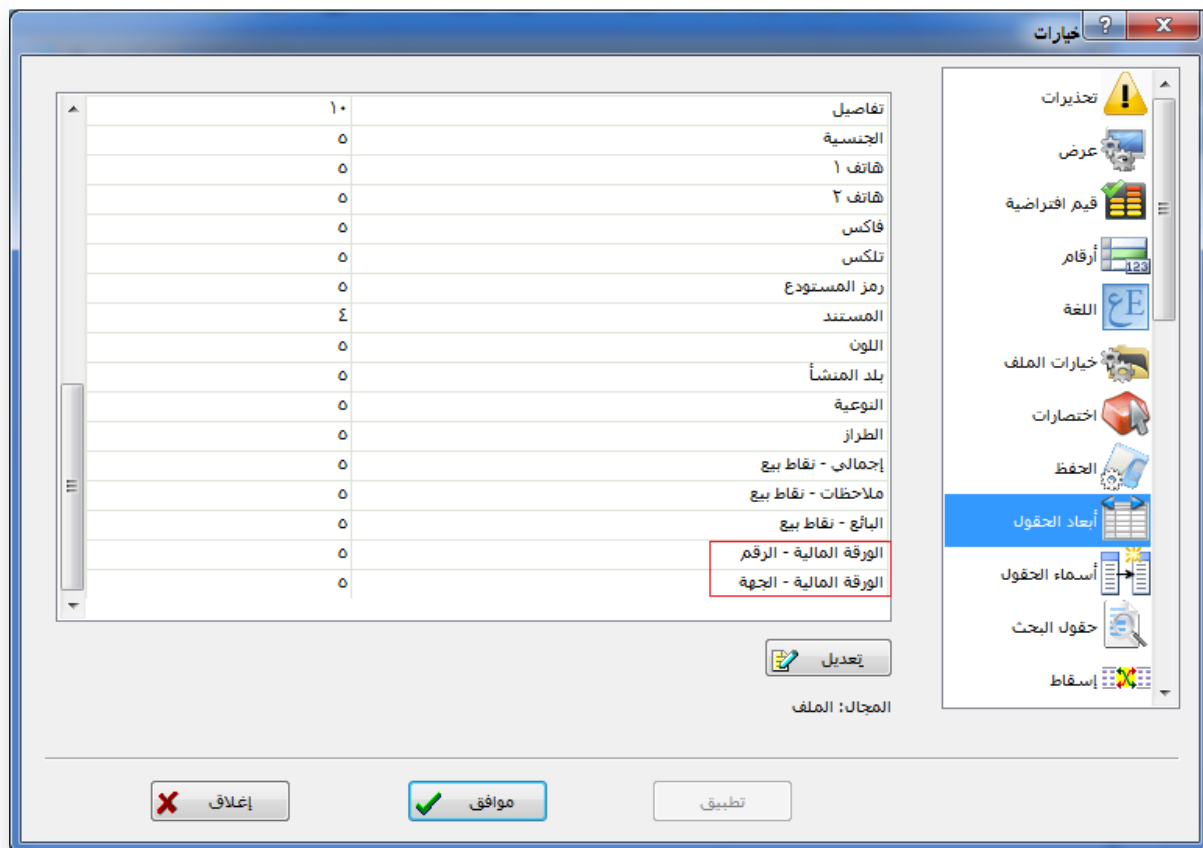 خيارات
تحذيرات
عرض
قيم افتراضية
أرقام
123
اللغة
ع E
خيارات الملف
اختصارات
الحفظ
أبعاد الحقول
أسماء الحقول
حقول البحث
إسقاط
تفاصيل ١٠
الجنسية ٥
هاتف ١ ٥
هاتف ٢ ٥
فاكس ٥
تلكس ٥
رمز المستودع ٥
المستند ٤
اللون ٥
بلد المنشأ ٥
النوعية ٥
الطراز ٥
إجمالي - نقاط بيع ٥
ملاحظات - نقاط بيع ٥
البائع - نقاط بيع ٥
الورقة المالية - الرقم ٥
الورقة المالية - الجهة ٥
تعديل
المجال: الملف
تطبيق
موافق
إغلاق